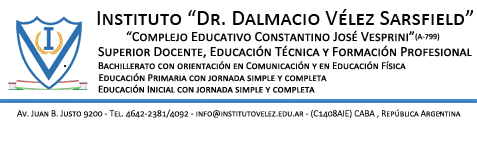 Instituto “Dr. Dalmacio Vélez Sarsfield”
“Complejo Educativo Constantino José Vesprini”(A-799)
Superior Docente, Educación Técnica y Formación Profesional
Bachillerato con orientación en Comunicación y en Educación Física
Educación Primaria con jornada simple y completa
Educación Inicial con jornada simple y completa
I
V
Av. Juan B. Justo 9200 - Tel. 4642-2381/4092 - info@institutovelez.edu.ar - (C1408AIE) CABA , República Argentina